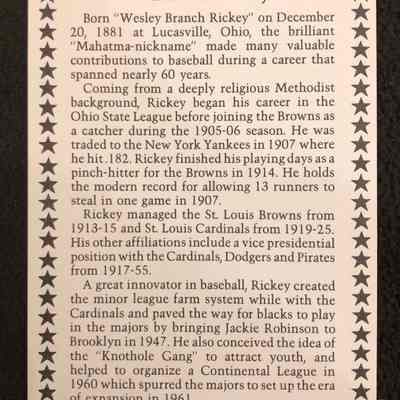 Born "Wesley Branch Rickey" on December
20, 1881 at Lucasville, Ohio, the brilliant
"Mahatma-nickname" made many valuable
contributions to baseball during a career that
spanned nearly 60 years.
Coming from a deeply religious Methodist
background, Rickey began his career in the
Ohio State League before joining the Browns as
a catcher during the 1905-06 season. He was
traded to the New York Yankees in 1907 where
he hit .182. Rickey finished his playing days as a
pinch-hitter for the Browns in 1914. He holds
the modern record for allowing 13 runners to
steal in one game in 1907.
Rickey managed the St. Louis Browns from
1913-15 and St. Louis Cardinals from 1919-25.
His other affiliations include a vice presidential
position with the Cardinals, Dodgers and Pirates
from 1917-55.
A great innovator in baseball, Rickey created
the minor league farm system while with the
Cardinals and paved the way for blacks to play
in the majors by bringing Jackie Robinson to
Brooklyn in 1947. He also conceived the idea of
the "Knothole Gang" to attract youth, and
helped to organize a Continental League in
1960 which spurred the majors to set up the era
of expansion in 1961.